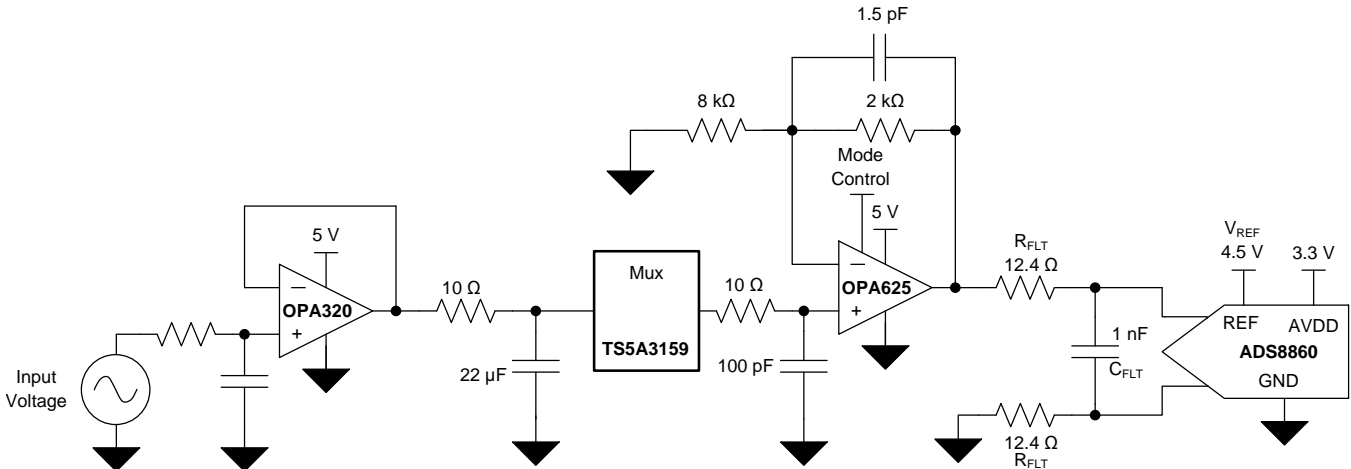 1.5 pF
8 kΩ
2 kΩ
Mode
Control
5 V
5 V
OPA320
+
10 Ω
22 µF
Mux
TS5A3159
10 Ω
100 pF
OPA625
+
R_FLT
12.4 Ω
V_REF
4.5 V
3.3 V
REF
AVDD
1 nF
C_FLT
ADS8860
GND
Input
Voltage
12.4 Ω
R_FLT